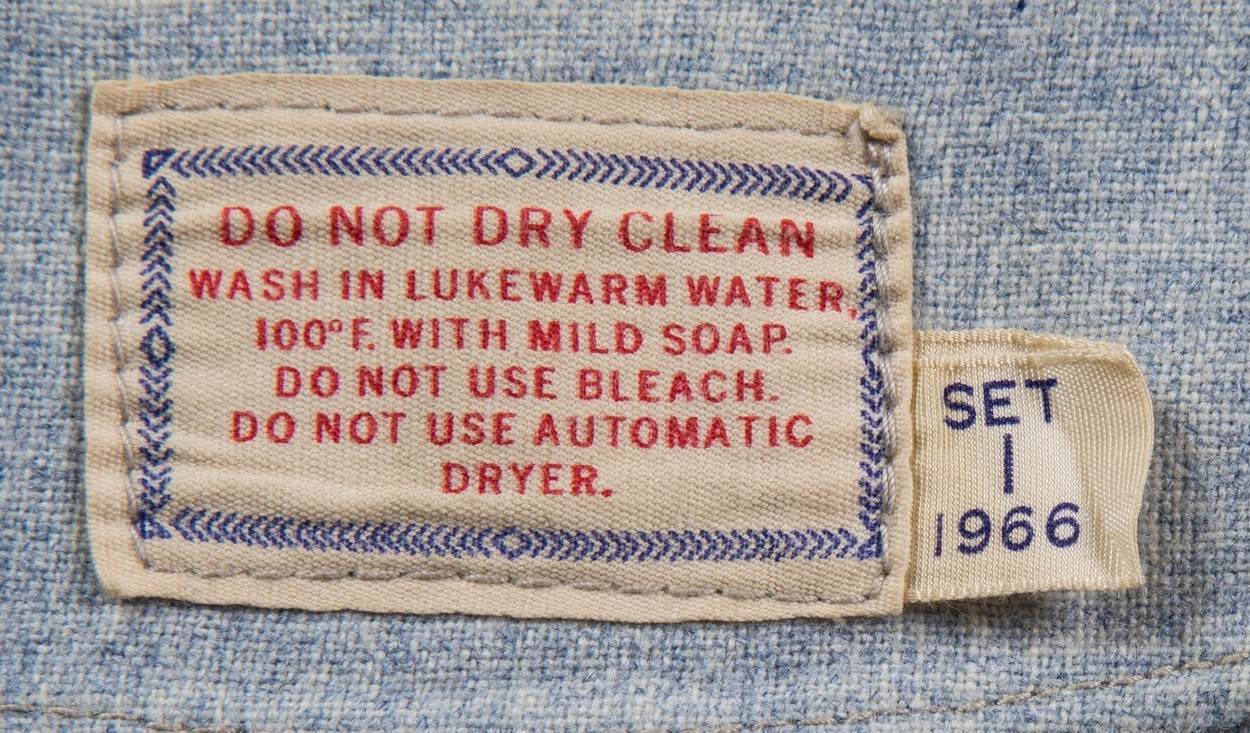 DO NOT DRY CLEAN
WASH IN LUKEWARM WATER,
100°F. WITH MILD SOAP.
DO NOT USE BLEACH.
DO NOT USE AUTOMATIC
DRYER.
SET
1
1966